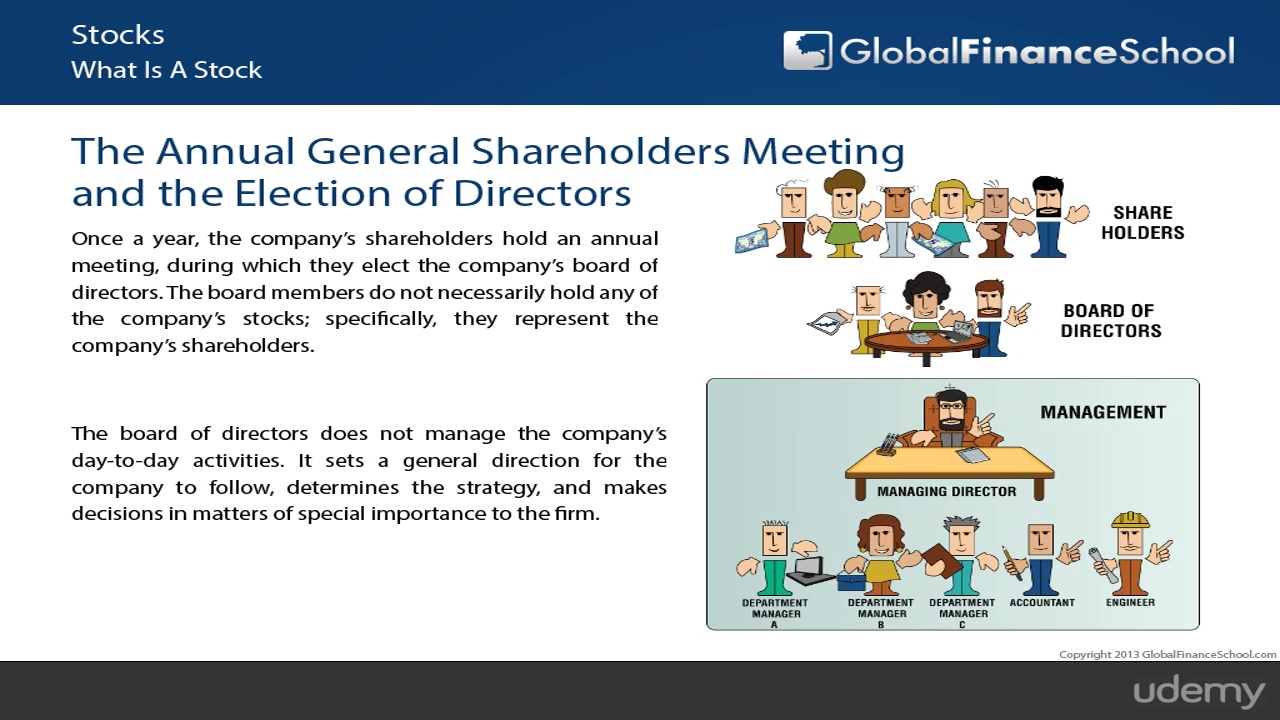 Stocks
What Is A Stock
GlobalFinanceSchool
The Annual General Shareholders Meeting
and the Election of Directors
Once a year, the company's shareholders hold an annual
meeting, during which they elect the company's board of
directors. The board members do not necessarily hold any of
the company's stocks; specifically, they represent the
company's shareholders.
The board of directors does not manage the company's
day-to-day activities. It sets a general direction for the
company to follow, determines the strategy, and makes
decisions in matters of special importance to the firm.
SHARE
HOLDERS
BOARD OF
DIRECTORS
MANAGEMENT
MANAGING DIRECTOR
DEPARTMENT
MANAGER
A
DEPARTMENT
MANAGER
B
DEPARTMENT
MANAGER
C
ACCOUNTANT
ENGINEER
Copyright 2013 GlobalFinanceSchool.com
udemy